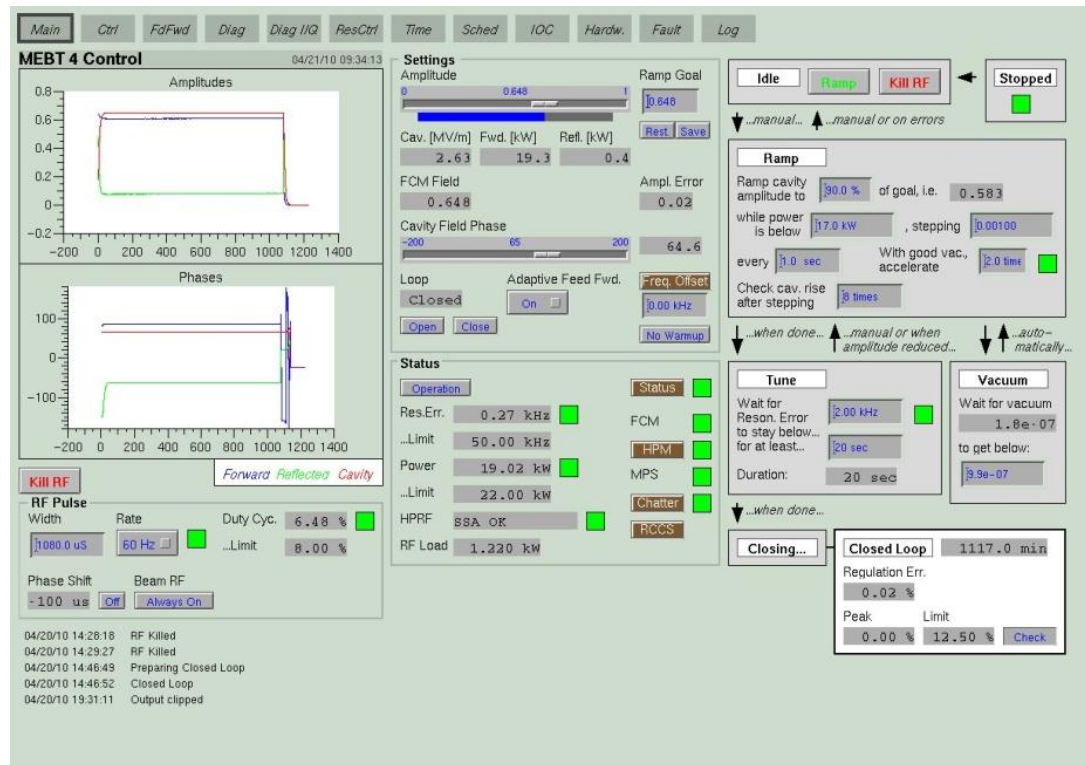 Main Ctrl FdFwd Diag Diag I/Q ResCtrl Time Sched IOC Hardw. Fault Log
MEBT 4 Control 04/21/10 09:34:13
Amplitudes
0.8
0.6
0.4
0.2
0
-0.2
-200 0 200 400 600 800 1000 1200 1400
Phases
100
0
-100
-200 0 200 400 600 800 1000 1200 1400
Forward Reflected Cavity
Kill RF
RF Pulse
Width Rate Duty Cyc. 6.48 %
1080.0 uS 60 Hz ...Limit 8.00 %
Phase Shift Beam RF
-100 us Off Always On
04/20/10 14:28:18 RF Killed
04/20/10 14:29:27 RF Killed
04/20/10 14:46:49 Preparing Closed Loop
04/20/10 14:46:52 Closed Loop
04/20/10 19:31:11 Output clipped
Settings
Amplitude Ramp Goal
0 0.648 1
0.648
Rest. Save
Cav. [MV/m] Fwd. [kW] Refl. [kW]
2.63 19.3 0.4
FCM Field Ampl. Error
0.648 0.02
Cavity Field Phase
-200 65 200
64.6
Loop Adaptive Feed Fwd. Freq. Offset
Closed On 0.00 kHz
Open Close No Warmup
Status
Operation Status
Res.Err. 0.27 kHz FCM
...Limit 50.00 kHz HPM
Power 19.02 kW MPS
...Limit 22.00 kW Chatter
HPRF SSA OK RCCS
RF Load 1.220 kW
Idle Ramp Kill RF Stopped
...manual... ...manual or on errors
Ramp
Ramp cavity
amplitude to 90.0 % of goal, i.e. 0.583
while power
is below 17.0 kW , stepping 0.00100
every 1.0 sec With good vac.,
accelerate 2.0 time
Check cav. rise
after stepping 8 times
...when done... ...manual or when
amplitude reduced... ...auto-
matically...
Tune
Wait for
Reson. Error 2.00 kHz
to stay below...
for at least... 20 sec
Duration: 20 sec
Vacuum
Wait for vacuum
1.8e-07
to get below:
9.9e-07
...when done...
Closing... Closed Loop 1117.0 min
Regulation Err.
0.02 %
Peak Limit
0.00 % 12.50 % Check